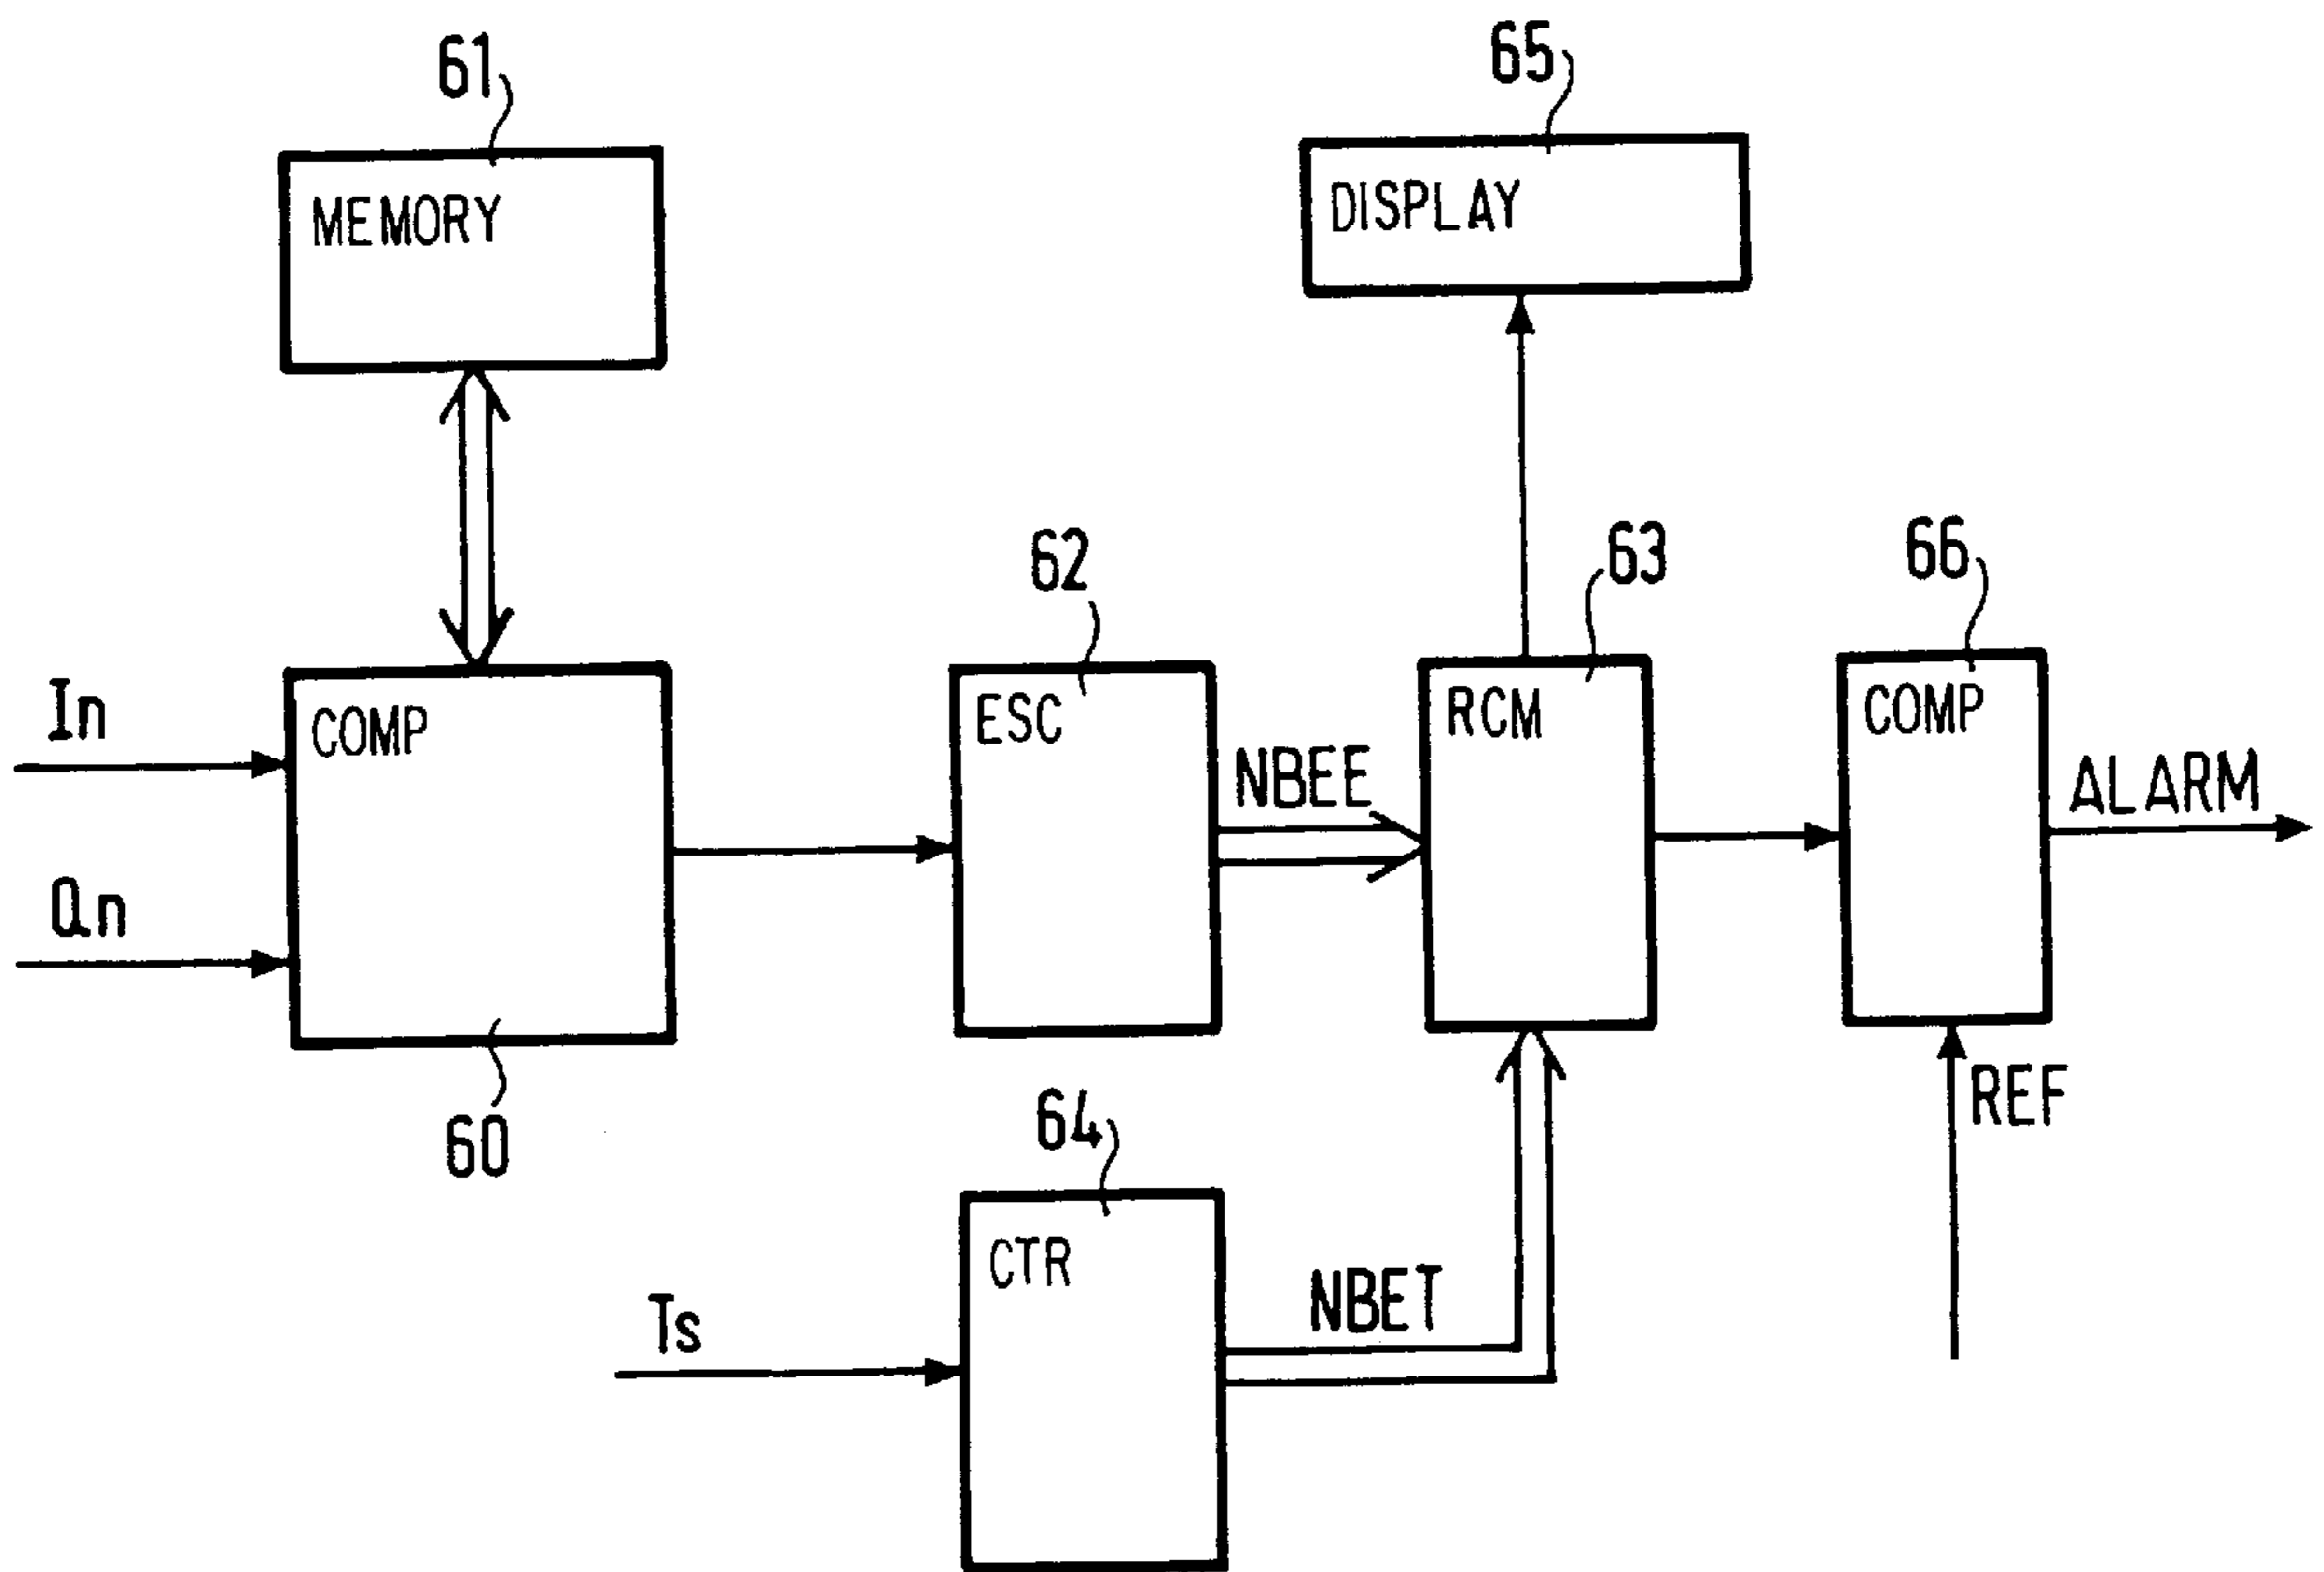 61
65
MEMORY
DISPLAY
62
63
66
In
COMP
ESC
NBEE
RCM
COMP
ALARM
Qn
60
64
REF
CTR
NBET
Ts